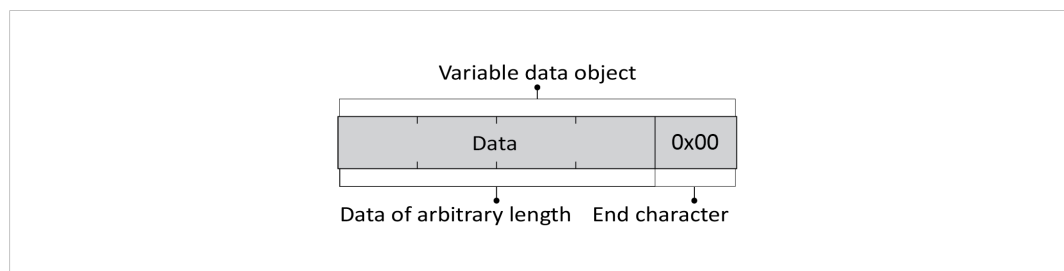 Variable data object
Data 0x00
Data of arbitrary length End character